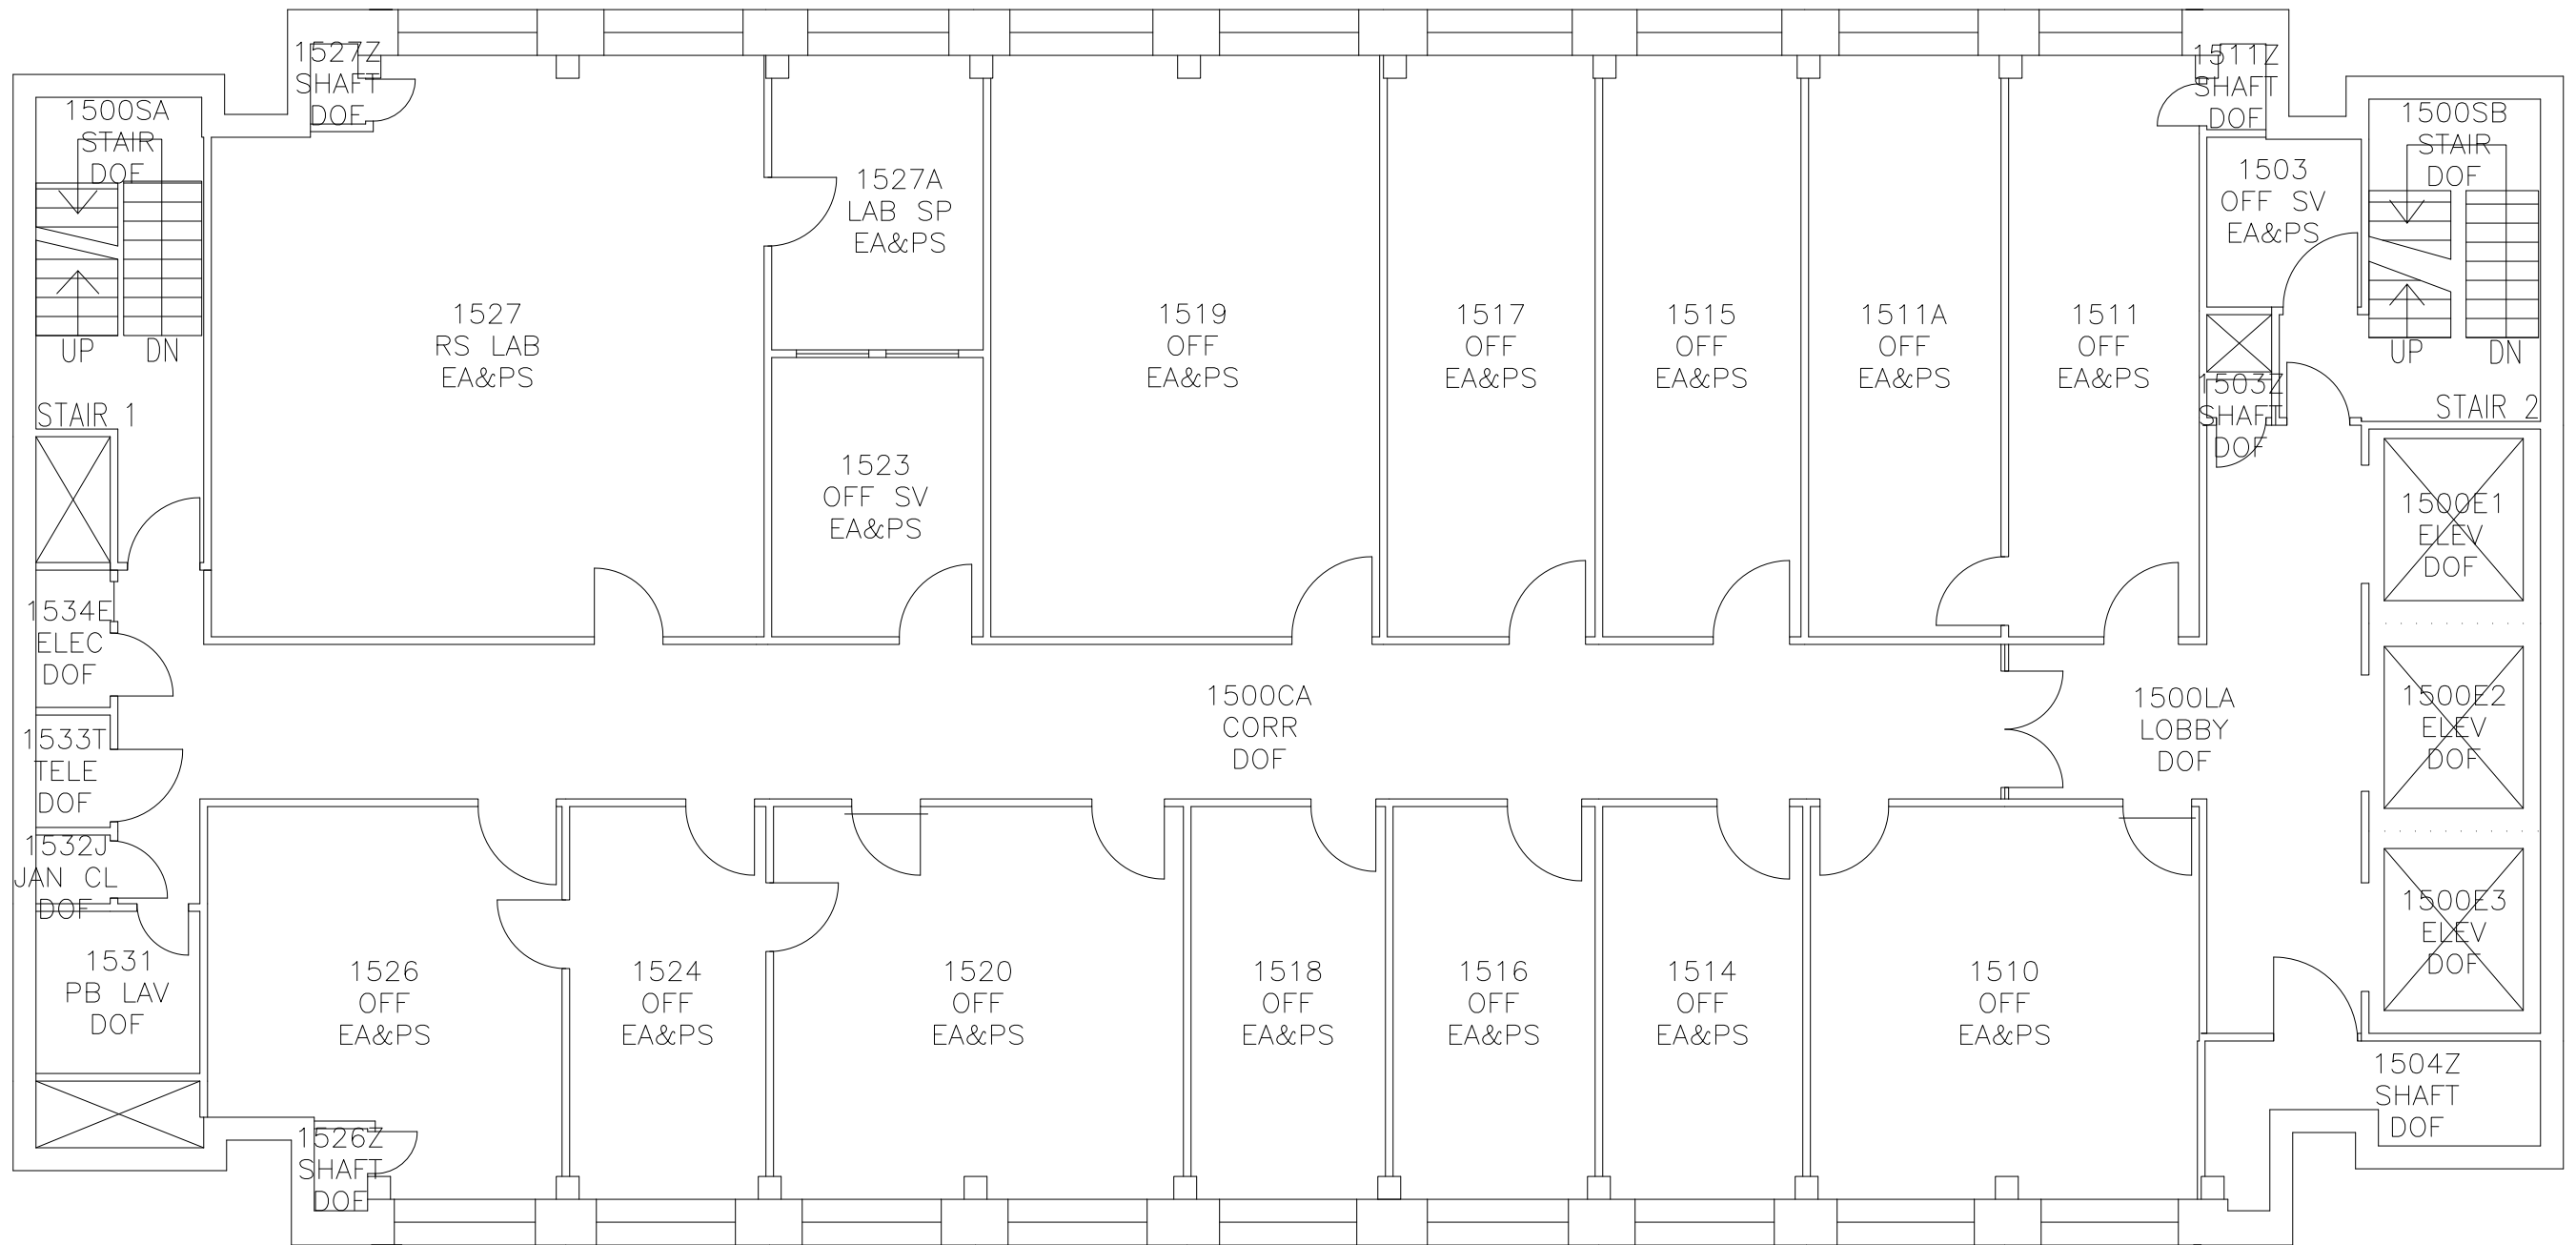 1527Z
SHAFT
DOF
1511Z
SHAFT
DOF
1500SA
STAIR
DOF
1500SB
STAIR
DOF
1527A
LAB SP
EA&PS
1503
OFF SV
EA&PS
1527
RS LAB
EA&PS
1519
OFF
EA&PS
1517
OFF
EA&PS
1515
OFF
EA&PS
1511A
OFF
EA&PS
1511
OFF
EA&PS
UP
DN
UP
DN
STAIR 1
1503Z
SHAFT
DOF
STAIR 2
1523
OFF SV
EA&PS
1500E1
ELEV
DOF
1534E
ELEC
DOF
1500CA
CORR
DOF
1500LA
LOBBY
DOF
1500E2
ELEV
DOF
1533T
TELE
DOF
1532J
JAN CL
DOF
1500E3
ELEV
DOF
1531
PB LAV
DOF
1526
OFF
EA&PS
1524
OFF
EA&PS
1520
OFF
EA&PS
1518
OFF
EA&PS
1516
OFF
EA&PS
1514
OFF
EA&PS
1510
OFF
EA&PS
1504Z
SHAFT
DOF
1526Z
SHAFT
DOF